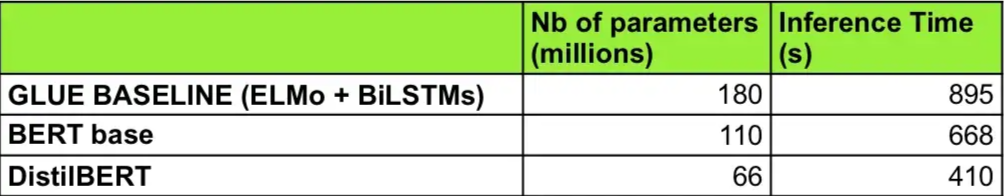 Nb of parameters (millions) Inference Time (s)
GLUE BASELINE (ELMo + BiLSTMs) 180 895
BERT base 110 668
DistilBERT 66 410